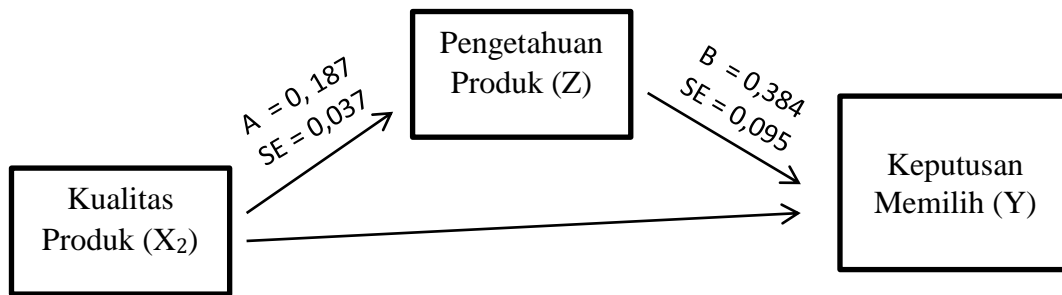 Pengetahuan
Produk (Z)
A = 0, 187
SE = 0,037
B = 0,384
SE = 0,095
Kualitas
Produk (X₂)
Keputusan
Memilih (Y)